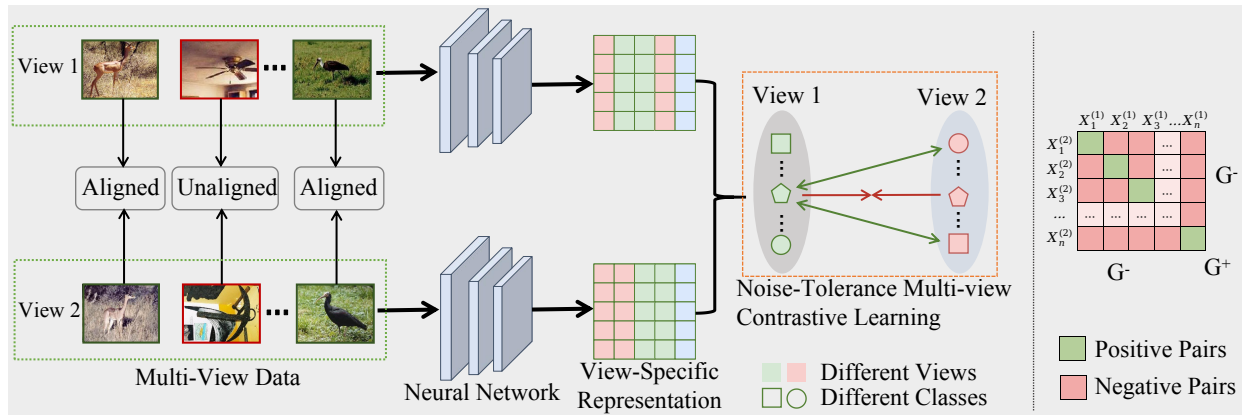 View 1
Aligned
Unaligned
Aligned
View 2
Multi-View Data
Neural Network
View-Specific
Representation
View 1
View 2
Noise-Tolerance Multi-view
Contrastive Learning
Different Views
Different Classes
X₁⁽¹⁾ X₂⁽¹⁾ X₃⁽¹⁾ ... Xₙ⁽¹⁾
X₁⁽²⁾ ...
X₂⁽²⁾ ...
X₃⁽²⁾ ...
... ... ... ... ...
Xₙ⁽²⁾ ...
G⁻
G⁻
G⁺
Positive Pairs
Negative Pairs